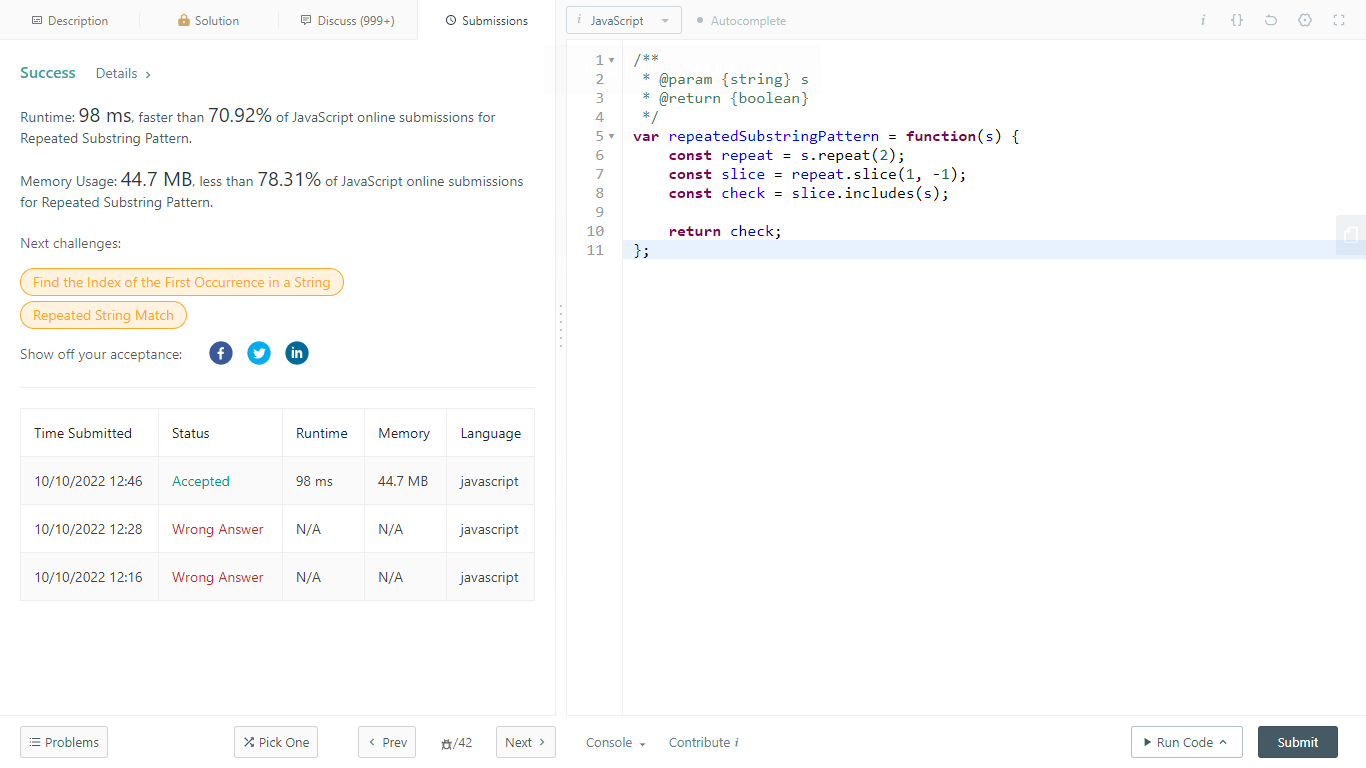 Description
Solution
Discuss (999+)
Submissions
i JavaScript
Autocomplete
i {}
Success Details ›
Runtime: 98 ms, faster than 70.92% of JavaScript online submissions for
Repeated Substring Pattern.
Memory Usage: 44.7 MB, less than 78.31% of JavaScript online submissions
for Repeated Substring Pattern.
Next challenges:
Find the Index of the First Occurrence in a String
Repeated String Match
Show off your acceptance: f in
Time Submitted Status Runtime Memory Language
10/10/2022 12:46 Accepted 98 ms 44.7 MB javascript
10/10/2022 12:28 Wrong Answer N/A N/A javascript
10/10/2022 12:16 Wrong Answer N/A N/A javascript
1 /**
2  * @param {string} s
3  * @return {boolean}
4  */
5 var repeatedSubstringPattern = function(s) {
6     const repeat = s.repeat(2);
7     const slice = repeat.slice(1, -1);
8     const check = slice.includes(s);
9
10     return check;
11 };
Problems
Pick One
‹ Prev
/42
Next ›
Console
Contribute i
Run Code
Submit